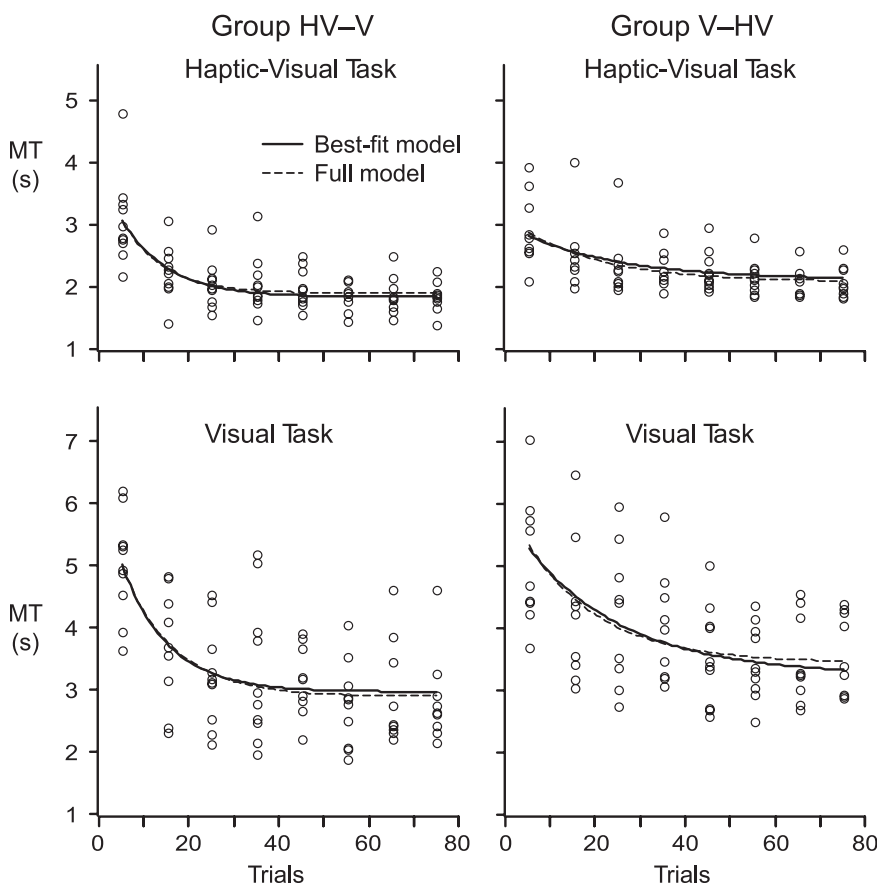 Group HV–V
Group V–HV
Haptic-Visual Task
Haptic-Visual Task
5
4
3
2
1
MT
(s)
Best-fit model
Full model
Visual Task
Visual Task
7
6
5
4
3
2
1
MT
(s)
0 20 40 60 80
0 20 40 60 80
Trials
Trials